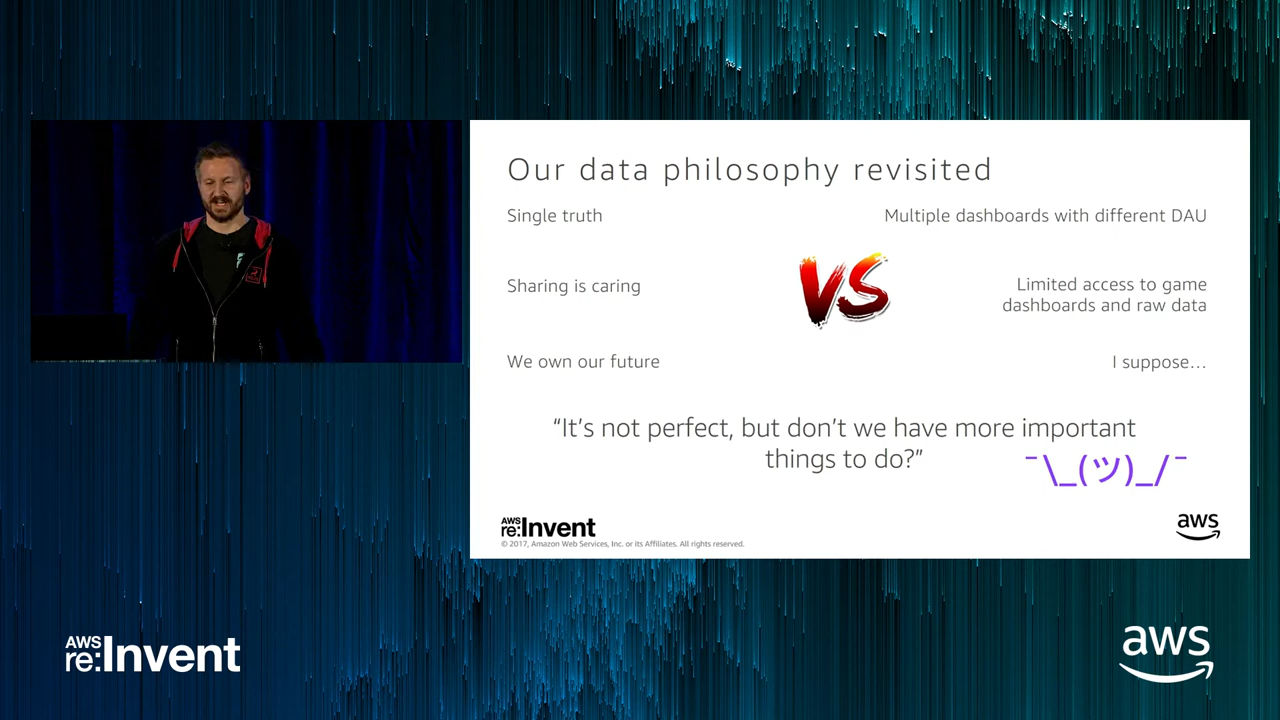 Our data philosophy revisited
Single truth
Multiple dashboards with different DAU
VS
Sharing is caring
Limited access to game
dashboards and raw data
We own our future
I suppose…
“It’s not perfect, but don’t we have more important
things to do?”
¯\_(ツ)_/¯
AWS
re:Invent
© 2017, Amazon Web Services, Inc. or its Affiliates. All rights reserved.
aws
AWS
re:Invent
aws